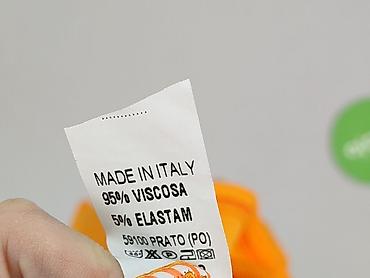 MADE IN ITALY
95% VISCOSA
5% ELASTAM
59100 PRATO (PO)